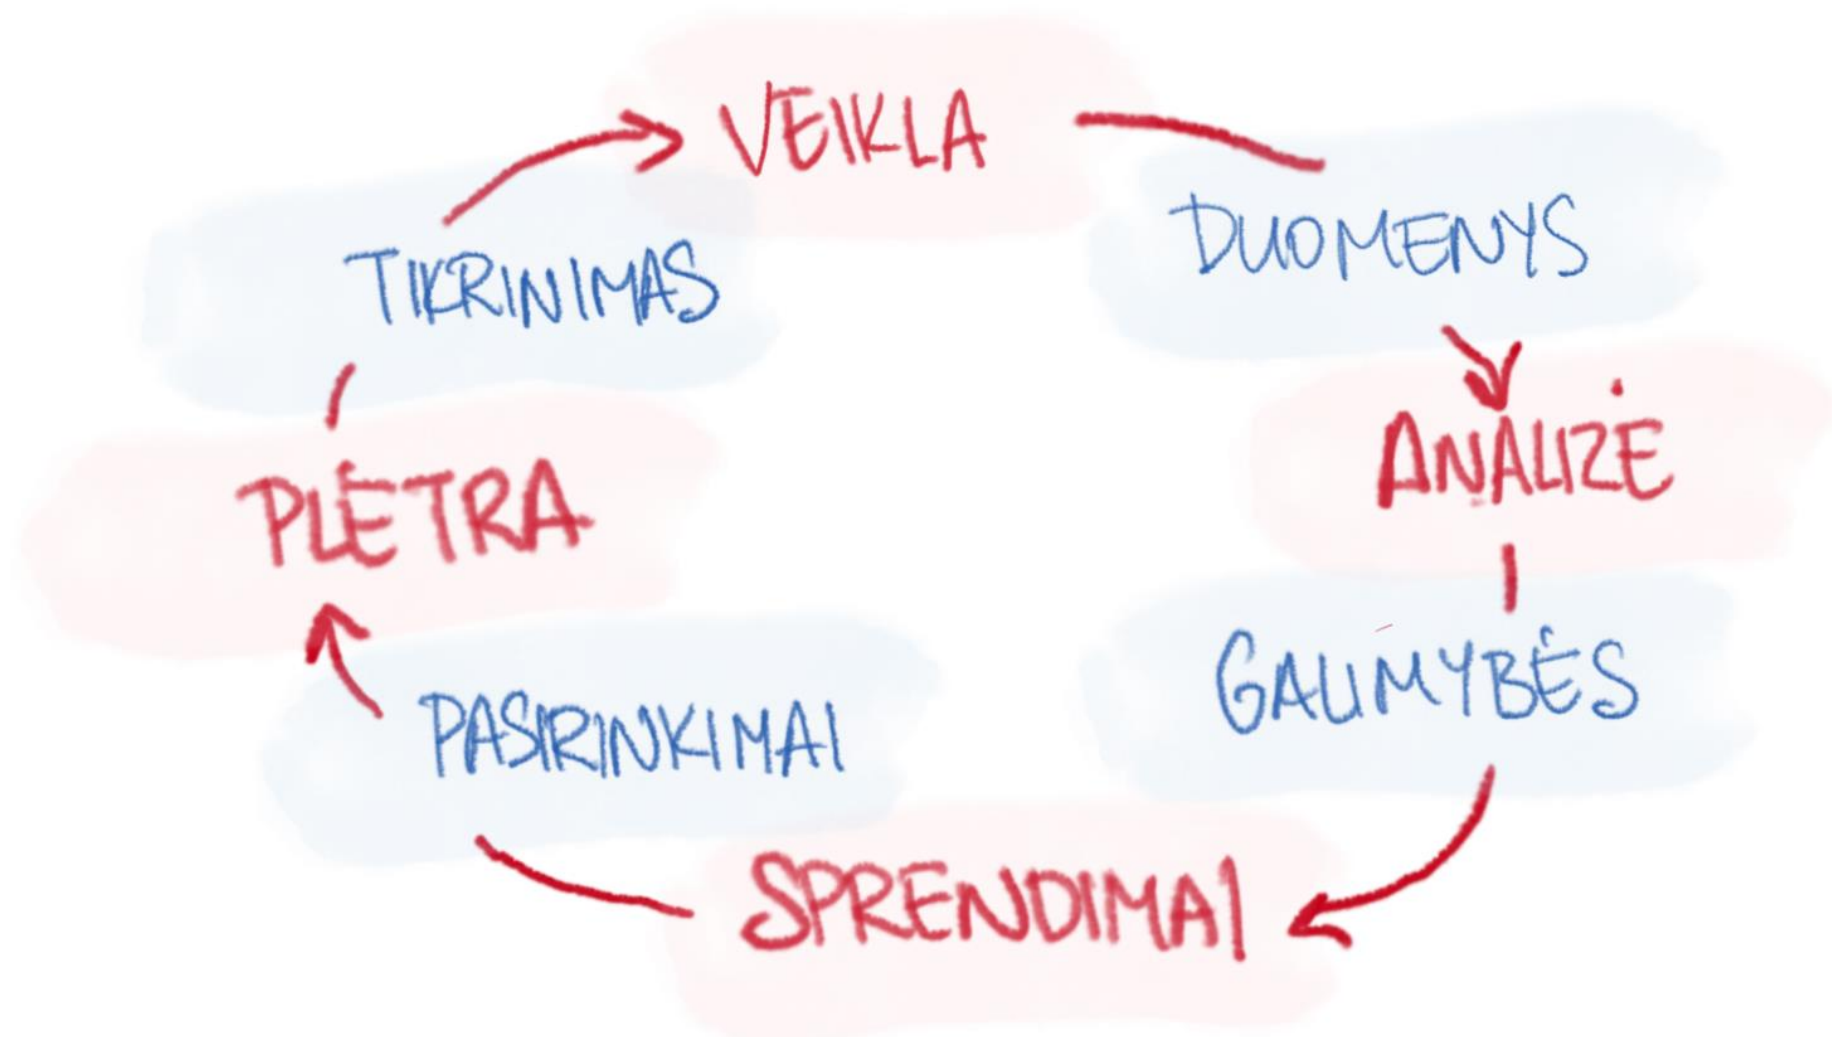 VEIKLA
DUOMENYS
ANALIZĖ
GALIMYBĖS
SPRENDIMAI
PASIRINKIMAI
PLĖTRA
TIKRINIMAS